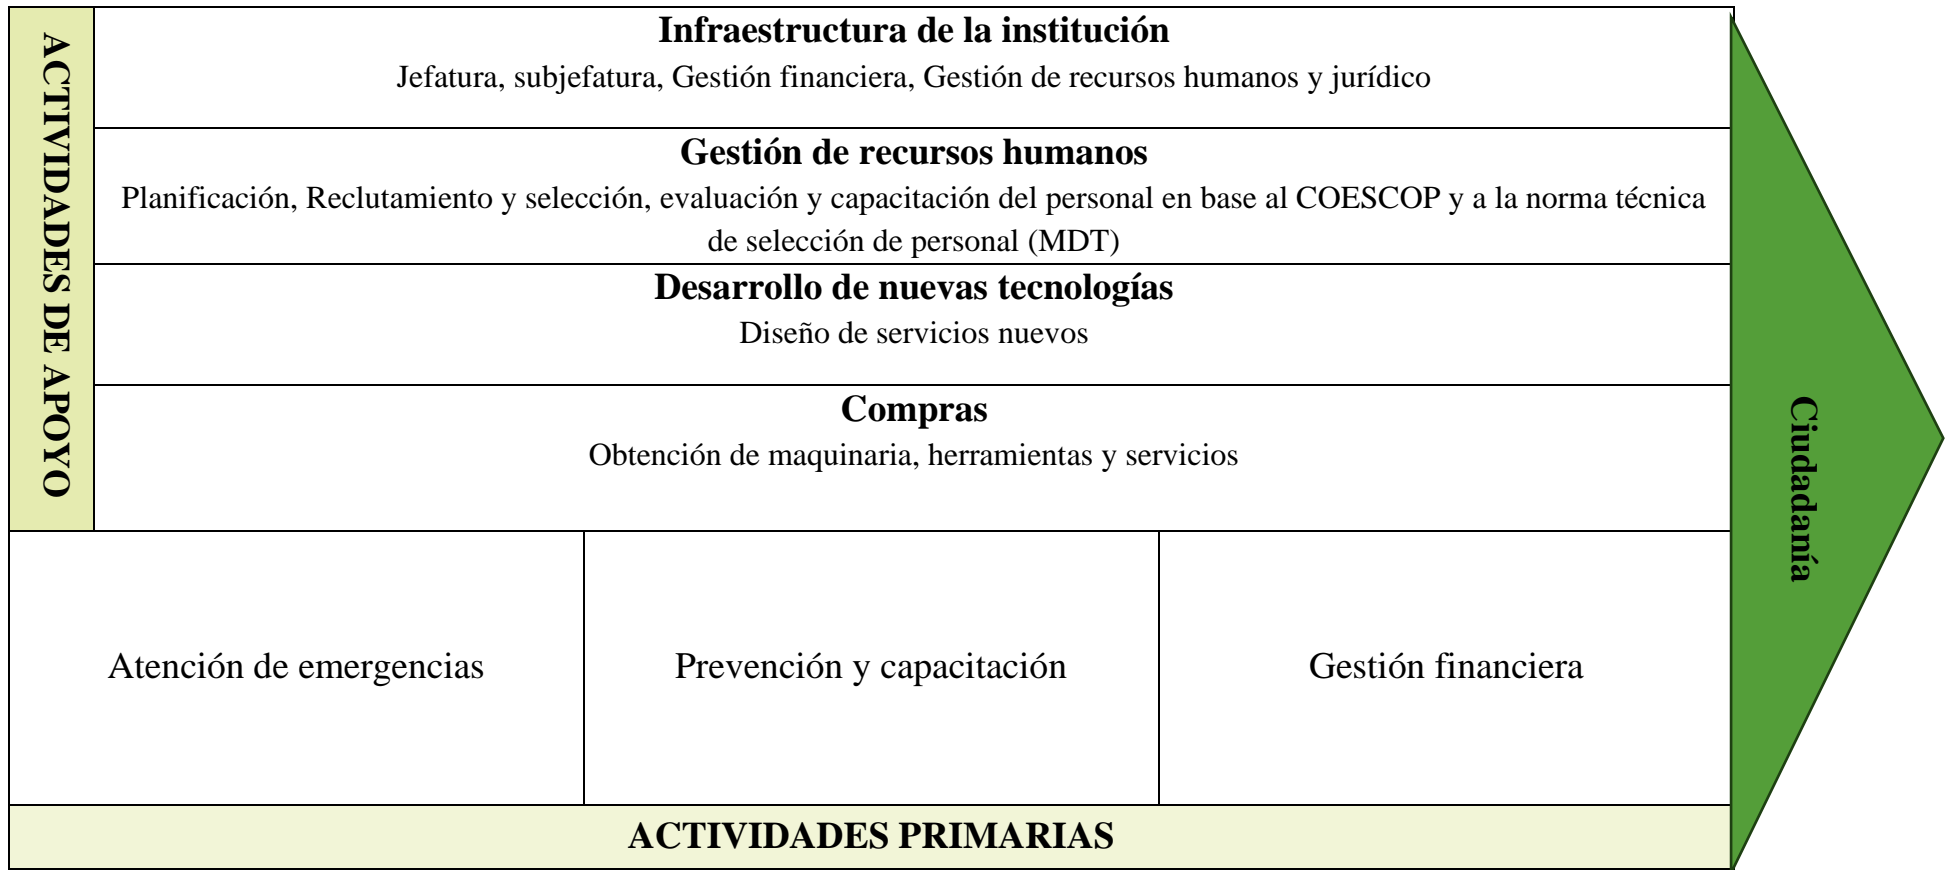 ACTIVIDADES DE APOYO
Infraestructura de la institución
Jefatura, subjefatura, Gestión financiera, Gestión de recursos humanos y jurídico
Gestión de recursos humanos
Planificación, Reclutamiento y selección, evaluación y capacitación del personal en base al COESCOP y a la norma técnica
de selección de personal (MDT)
Desarrollo de nuevas tecnologías
Diseño de servicios nuevos
Compras
Obtención de maquinaria, herramientas y servicios
Atención de emergencias
Prevención y capacitación
Gestión financiera
ACTIVIDADES PRIMARIAS
Ciudadanía